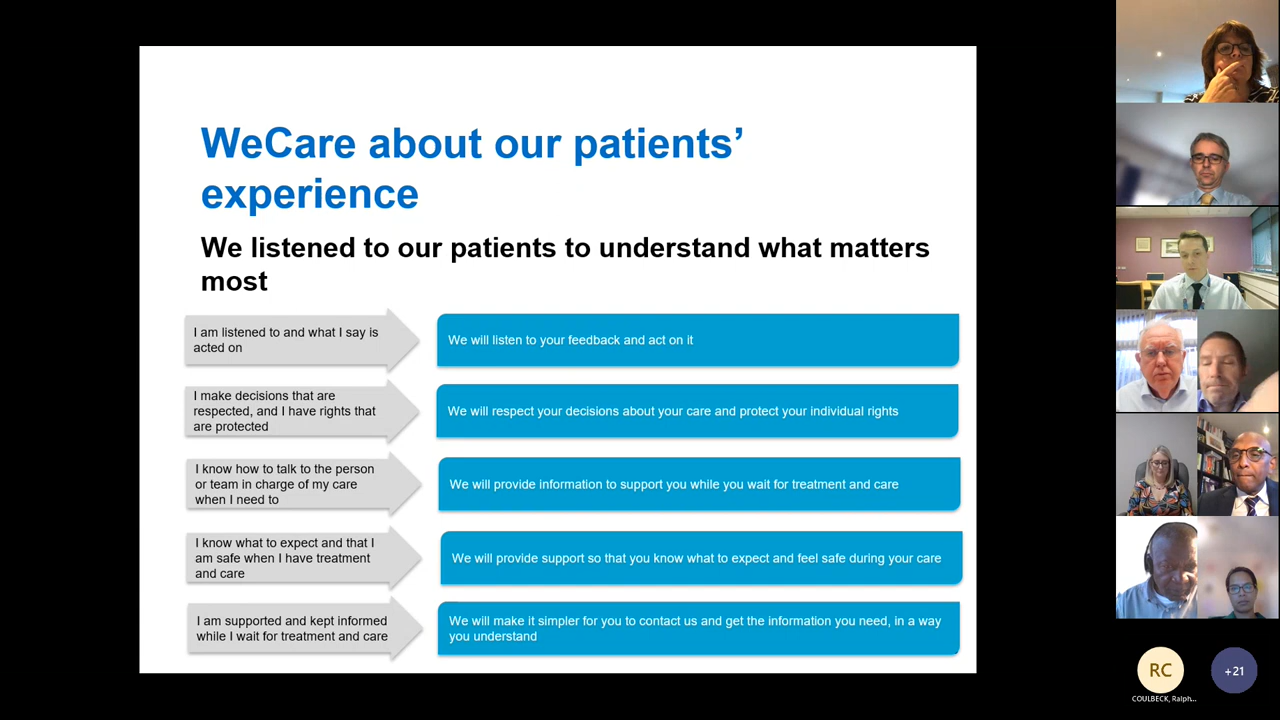 WeCare about our patients’
experience
We listened to our patients to understand what matters
most
I am listened to and what I say is
acted on
We will listen to your feedback and act on it
I make decisions that are
respected, and I have rights that
are protected
We will respect your decisions about your care and protect your individual rights
I know how to talk to the person
or team in charge of my care
when I need to
We will provide information to support you while you wait for treatment and care
I know what to expect and that I
am safe when I have treatment
and care
We will provide support so that you know what to expect and feel safe during your care
I am supported and kept informed
while I wait for treatment and care
We will make it simpler for you to contact us and get the information you need, in a way
you understand
RC
+21
COULBECK, Ralph...